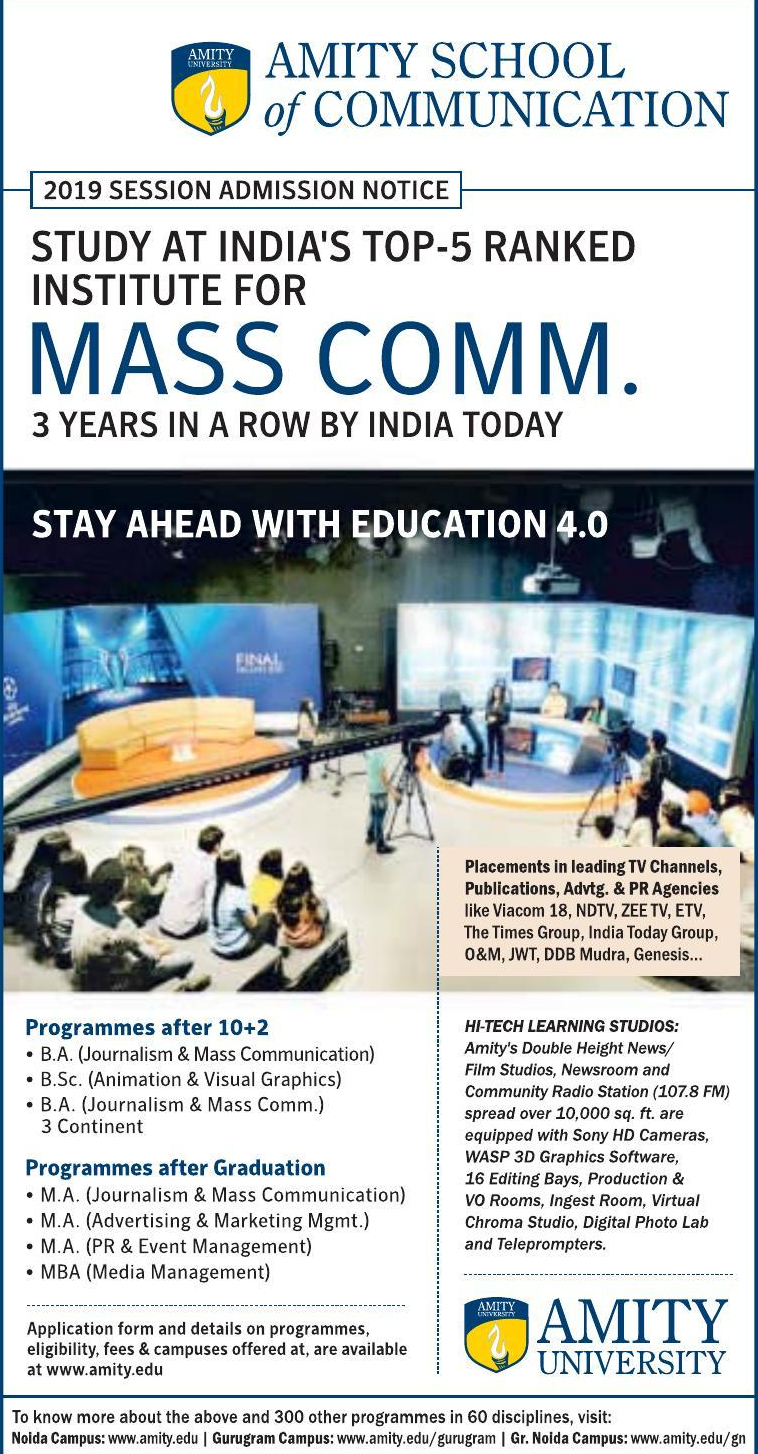 AMITY
UNIVERSITY
AMITY SCHOOL
of COMMUNICATION
2019 SESSION ADMISSION NOTICE
STUDY AT INDIA'S TOP-5 RANKED
INSTITUTE FOR
MASS COMM.
3 YEARS IN A ROW BY INDIA TODAY
STAY AHEAD WITH EDUCATION 4.0
FINAL
Placements in leading TV Channels,
Publications, Advtg. & PR Agencies
like Viacom 18, NDTV, ZEE TV, ETV,
The Times Group, India Today Group,
O&M, JWT, DDB Mudra, Genesis...
Programmes after 10+2
• B.A. (Journalism & Mass Communication)
• B.Sc. (Animation & Visual Graphics)
• B.A. (Journalism & Mass Comm.)
3 Continent
Programmes after Graduation
• M.A. (Journalism & Mass Communication)
• M.A. (Advertising & Marketing Mgmt.)
• M.A. (PR & Event Management)
• MBA (Media Management)
Application form and details on programmes,
eligibility, fees & campuses offered at, are available
at www.amity.edu
HI-TECH LEARNING STUDIOS:
Amity's Double Height News/
Film Studios, Newsroom and
Community Radio Station (107.8 FM)
spread over 10,000 sq. ft. are
equipped with Sony HD Cameras,
WASP 3D Graphics Software,
16 Editing Bays, Production &
VO Rooms, Ingest Room, Virtual
Chroma Studio, Digital Photo Lab
and Teleprompters.
AMITY
UNIVERSITY
AMITY
UNIVERSITY
To know more about the above and 300 other programmes in 60 disciplines, visit:
Noida Campus: www.amity.edu | Gurugram Campus: www.amity.edu/gurugram | Gr. Noida Campus: www.amity.edu/gn